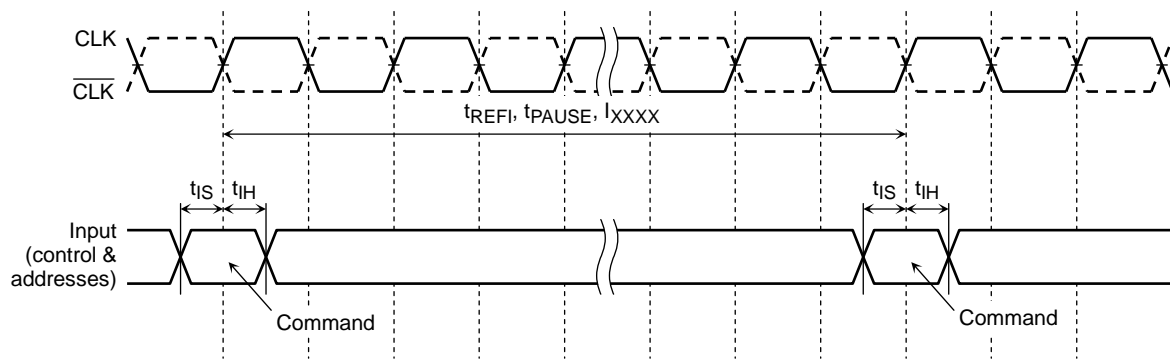 CLK
CLK
tREFI, tPAUSE, IXXXX
tIS
tIH
tIS
tIH
Input
(control &
addresses)
Command
Command